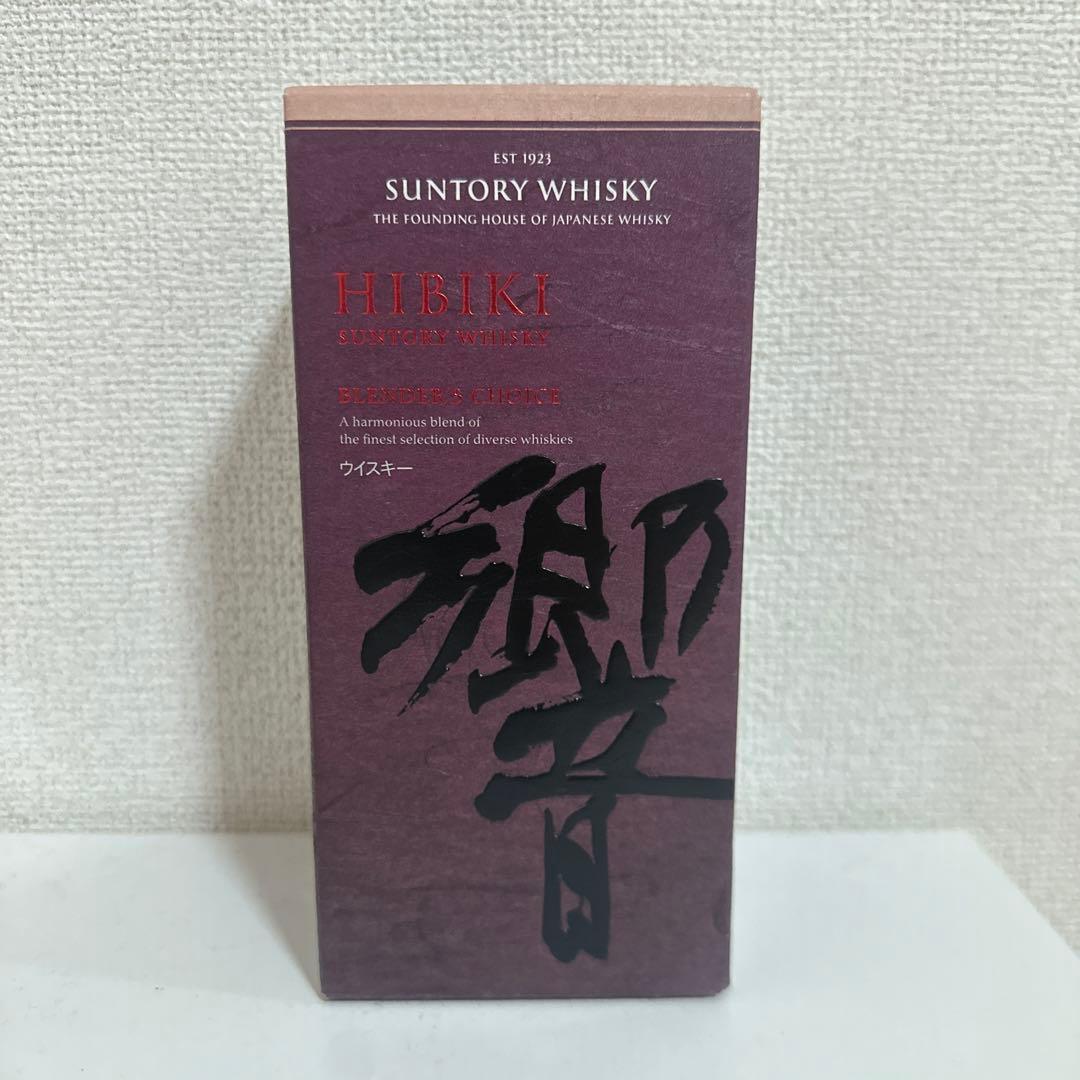 EST 1923
SUNTORY WHISKY
THE FOUNDING HOUSE OF JAPANESE WHISKY
HIBIKI
SUNTORY WHISKY
BLENDER'S CHOICE
A harmonious blend of
the finest selection of diverse whiskies
ウイスキー
響